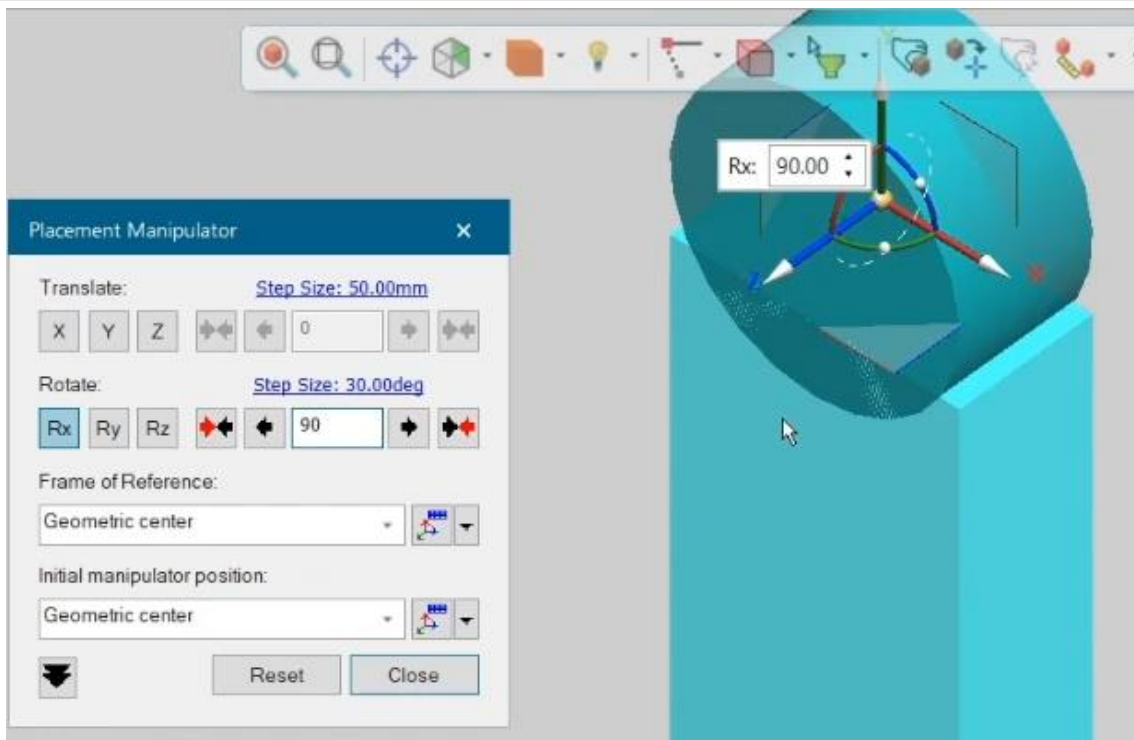 Rx: 90.00
Placement Manipulator
Translate: Step Size: 50.00mm
X Y Z 0
Rotate: Step Size: 30.00deg
Rx Ry Rz 90
Frame of Reference:
Geometric center
Initial manipulator position:
Geometric center
Reset Close
Z
X